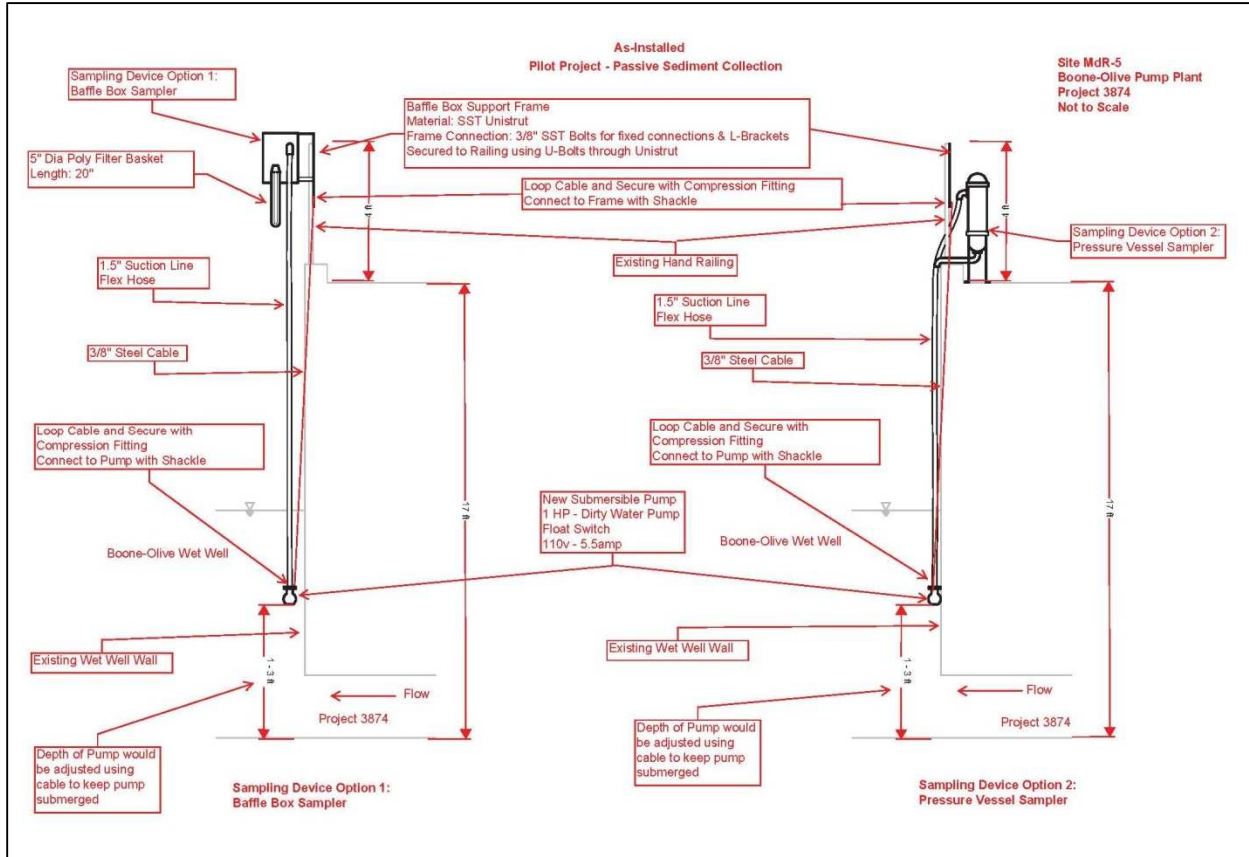 As-Installed
Pilot Project - Passive Sediment Collection
Site MdR-5
Boone-Olive Pump Plant
Project 3874
Not to Scale
Sampling Device Option 1:
Baffle Box Sampler
5" Dia Poly Filter Basket
Length: 20"
Baffle Box Support Frame
Material: SST Unistrut
Frame Connection: 3/8" SST Bolts for fixed connections & L-Brackets
Secured to Railing using U-Bolts through Unistrut
4 ft
Loop Cable and Secure with Compression Fitting
Connect to Frame with Shackle
Existing Hand Railing
4 ft
Sampling Device Option 2:
Pressure Vessel Sampler
1.5" Suction Line
Flex Hose
3/8" Steel Cable
1.5" Suction Line
Flex Hose
3/8" Steel Cable
Loop Cable and Secure with
Compression Fitting
Connect to Pump with Shackle
Loop Cable and Secure with
Compression Fitting
Connect to Pump with Shackle
17 ft
17 ft
New Submersible Pump
1 HP - Dirty Water Pump
Float Switch
110v - 5.5amp
Boone-Olive Wet Well
Boone-Olive Wet Well
Existing Wet Well Wall
Existing Wet Well Wall
1 - 3 ft
1 - 3 ft
Flow
Project 3874
Flow
Project 3874
Depth of Pump would
be adjusted using
cable to keep pump
submerged
Depth of Pump would
be adjusted using
cable to keep pump
submerged
Sampling Device Option 1:
Baffle Box Sampler
Sampling Device Option 2:
Pressure Vessel Sampler